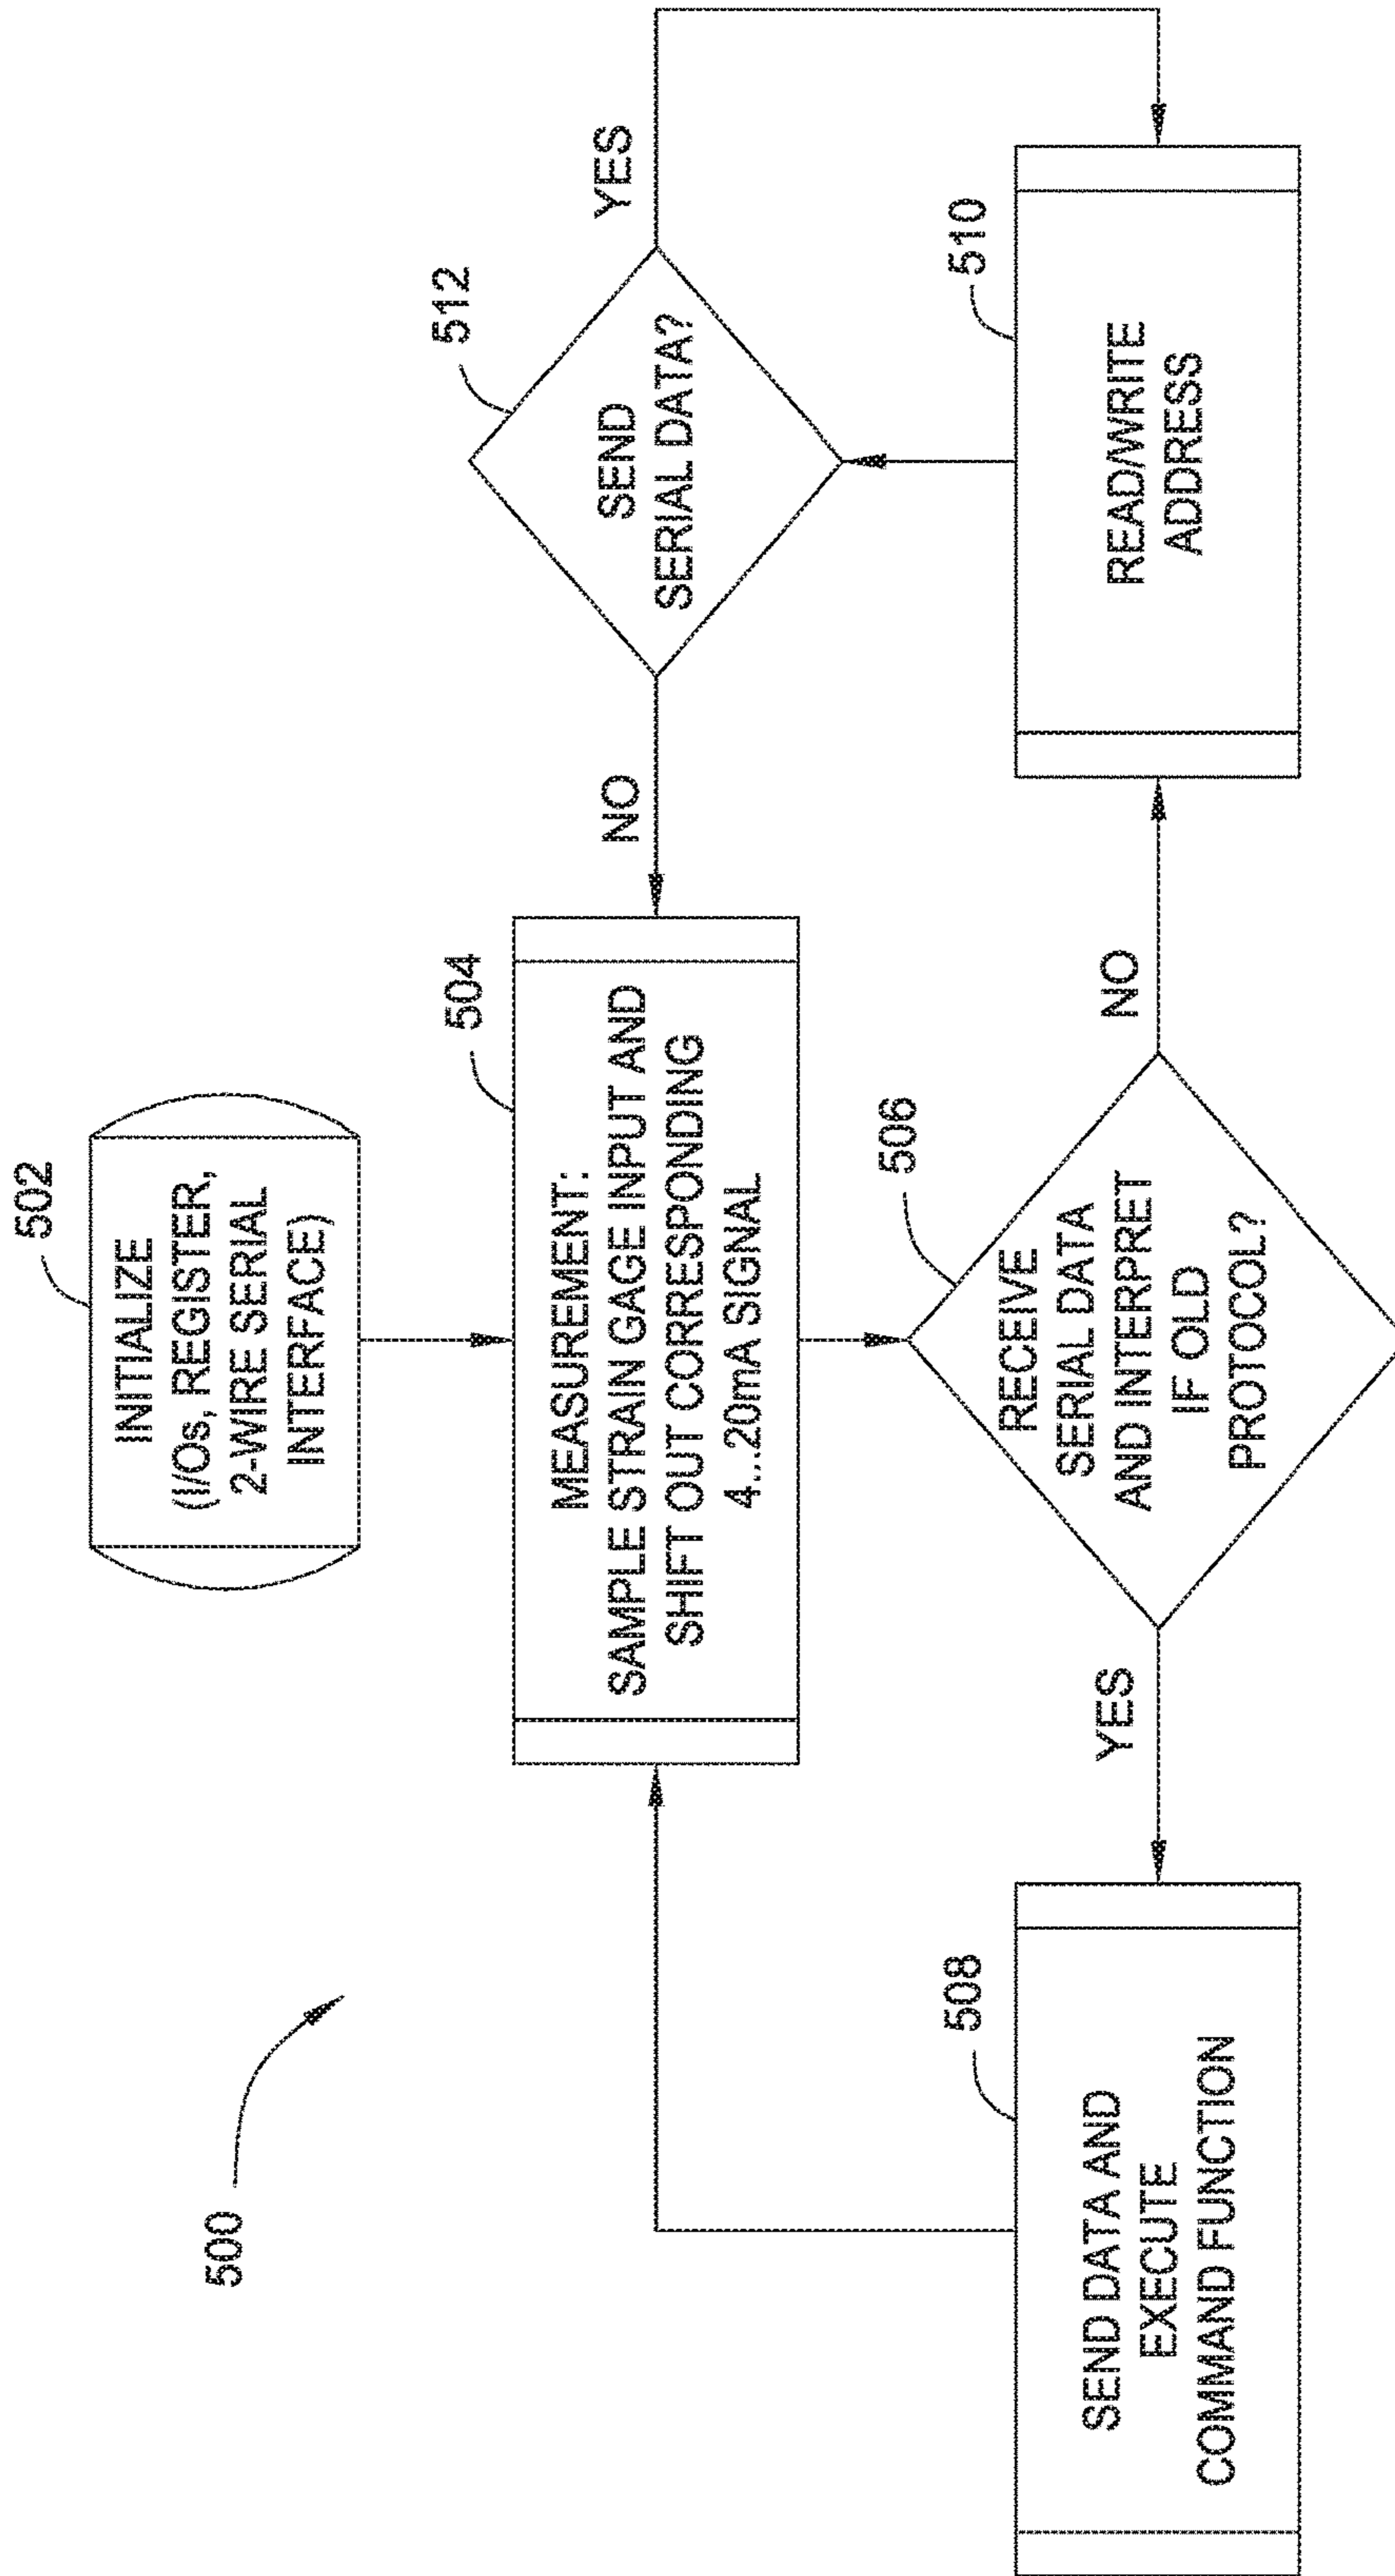 500
502
INITIALIZE
(I/Os, REGISTER,
2-WIRE SERIAL
INTERFACE)
504
MEASUREMENT:
SAMPLE STRAIN GAGE INPUT AND
SHIFT OUT CORRESPONDING
4...20mA SIGNAL
NO
512
SEND
SERIAL DATA?
YES
508
SEND DATA AND
EXECUTE
COMMAND FUNCTION
YES
506
RECEIVE
SERIAL DATA
AND INTERPRET
IF OLD
PROTOCOL?
NO
510
READ/WRITE
ADDRESS